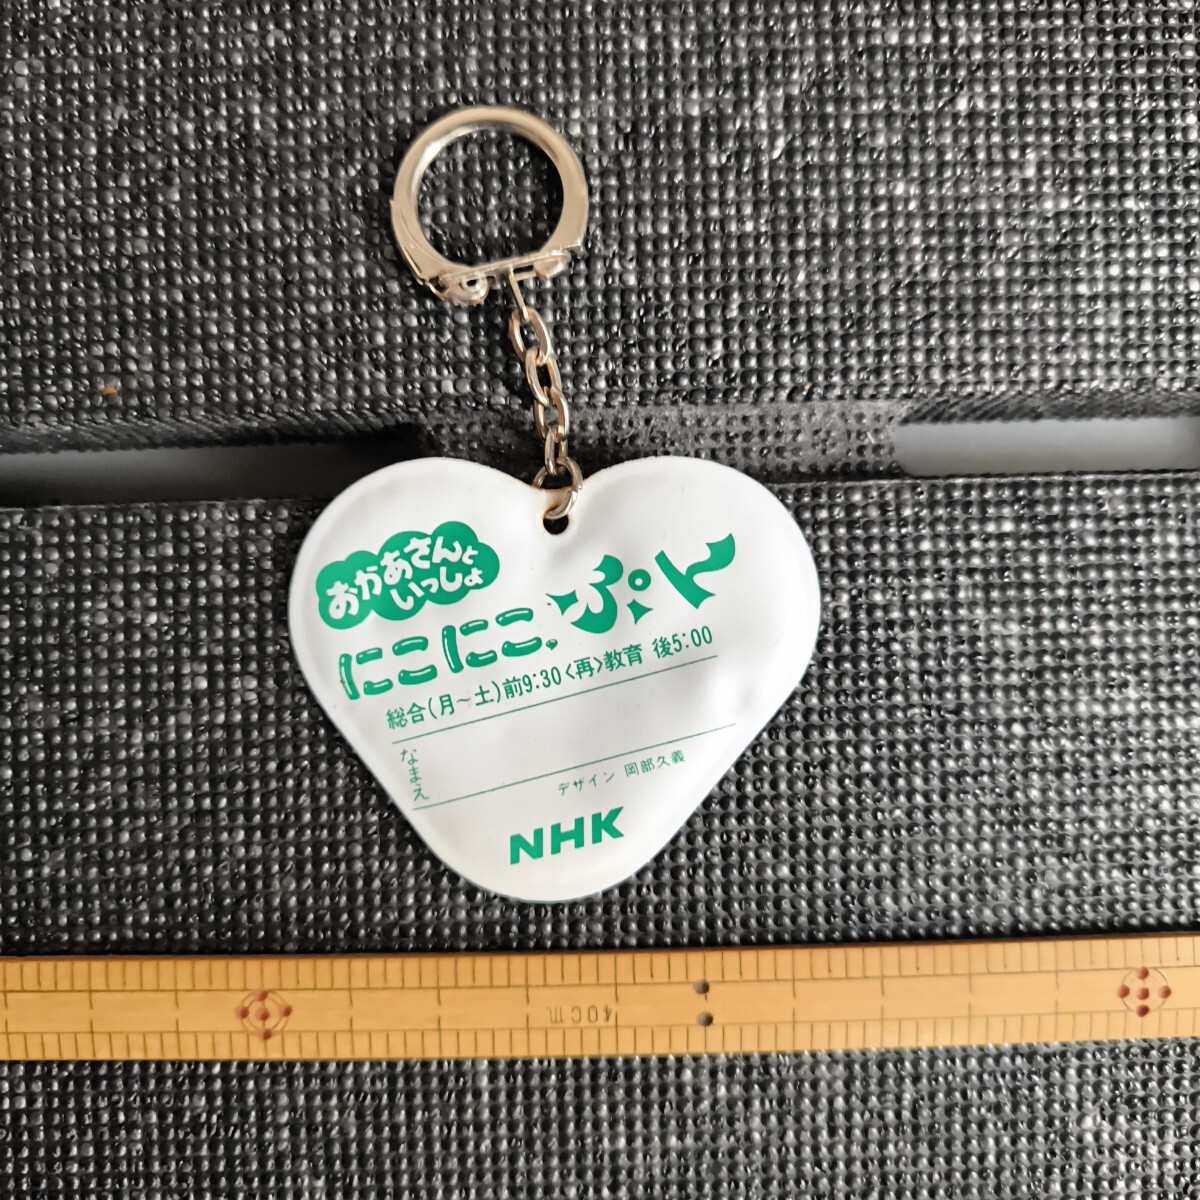 おかあさんと
いっしょ
にこにこ、ぷん
総合(月～土)前9:30〈再〉教育 後5:00
なまえ
デザイン 岡部久義
NHK
40C㎜